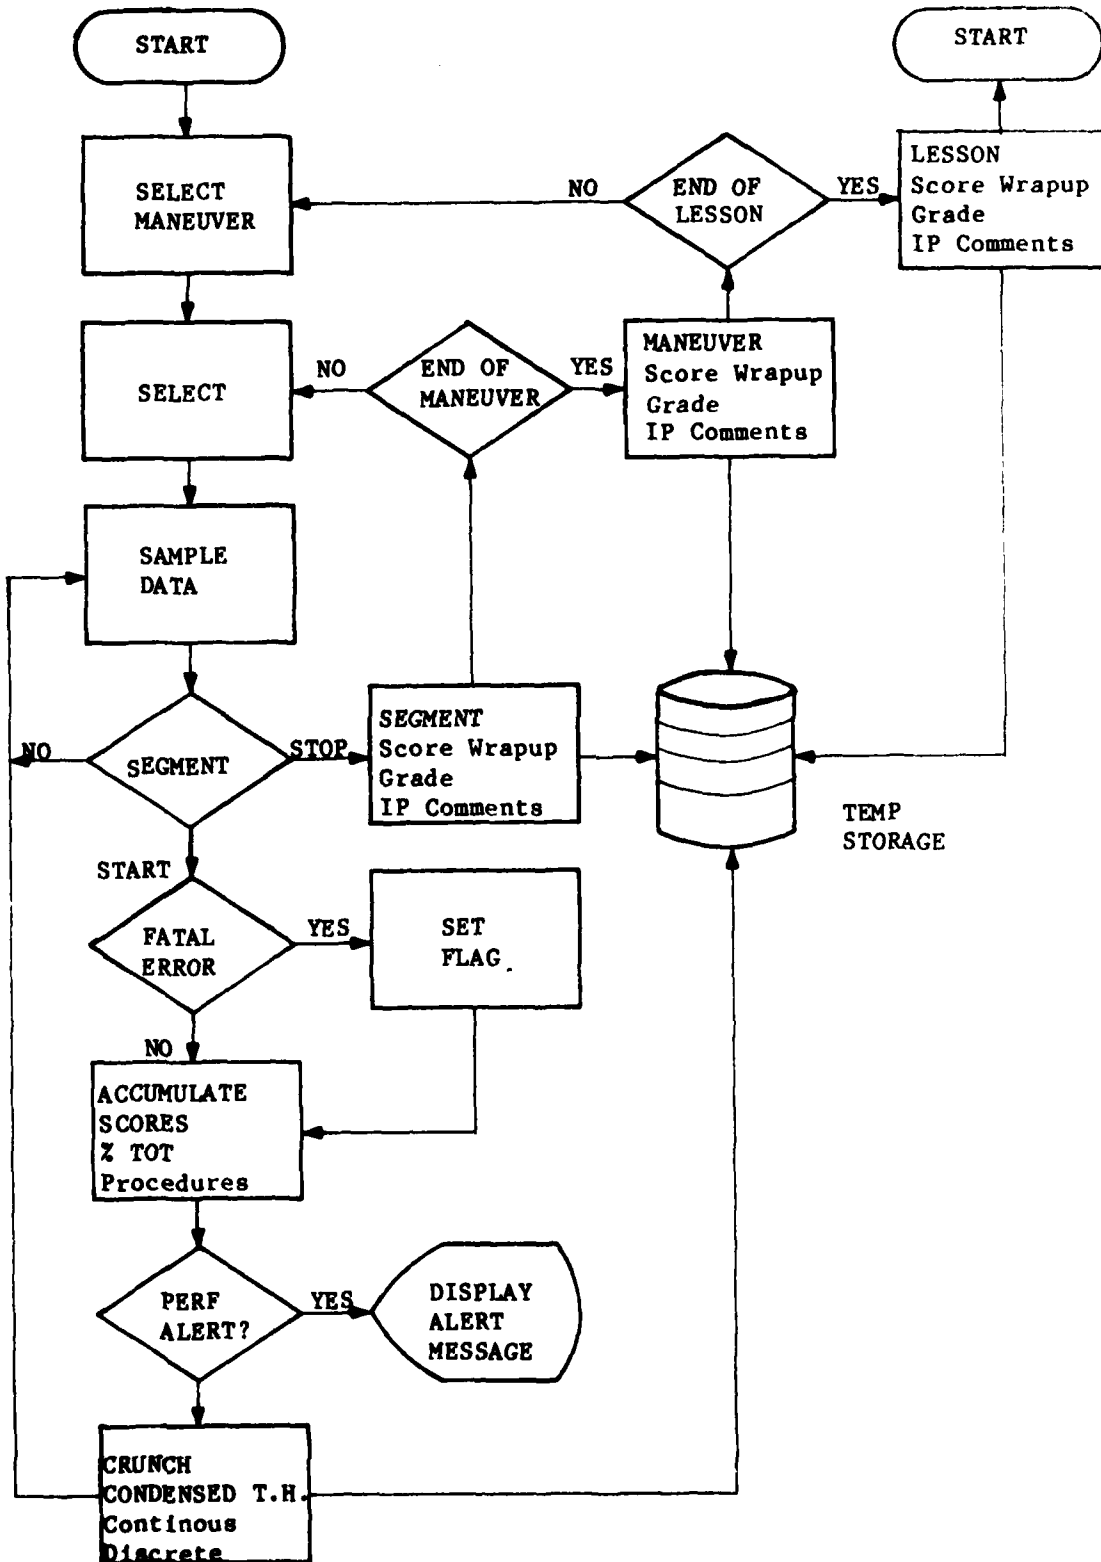 START
START
SELECT
MANEUVER
NO
END OF
LESSON
YES
LESSON
Score Wrapup
Grade
IP Comments
SELECT
NO
END OF
MANEUVER
YES
MANEUVER
Score Wrapup
Grade
IP Comments
SAMPLE
DATA
NO
SEGMENT
STOP
SEGMENT
Score Wrapup
Grade
IP Comments
TEMP
STORAGE
START
FATAL
ERROR
YES
SET
FLAG.
NO
ACCUMULATE
SCORES
% TOT
Procedures
PERF
ALERT?
YES
DISPLAY
ALERT
MESSAGE
CRUNCH
CONDENSED T.H.
Continous
Discrete